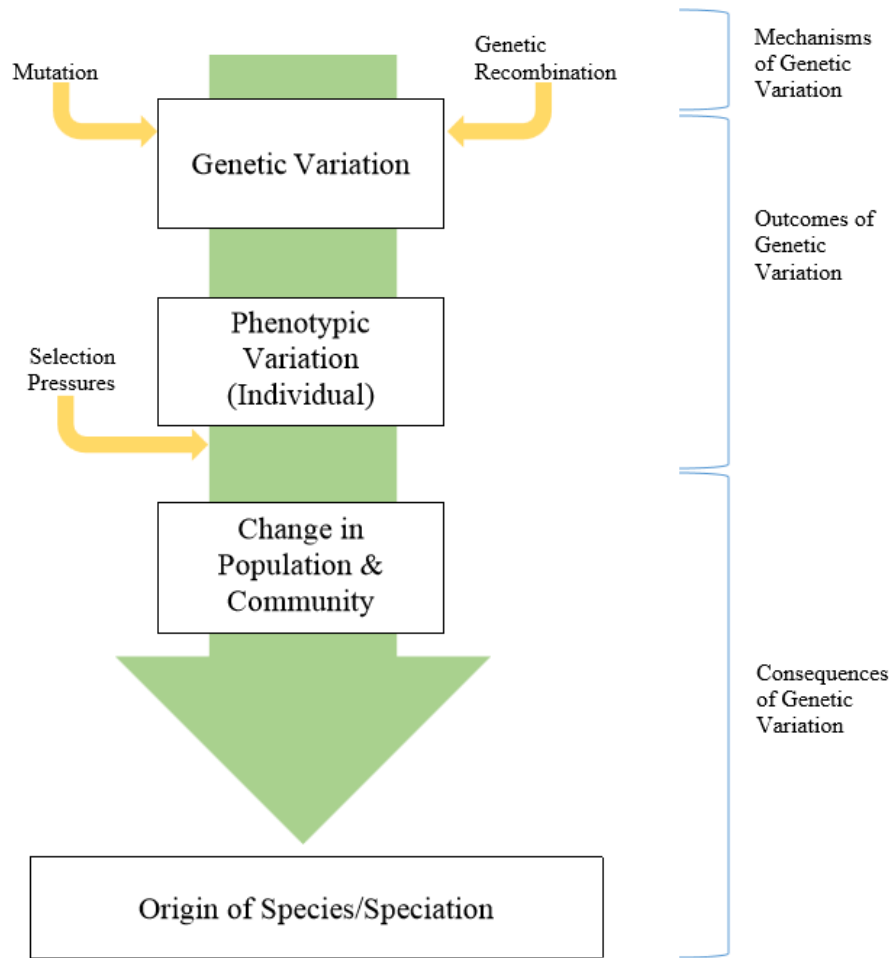 Mutation
Genetic
Recombination
Mechanisms
of Genetic
Variation
Genetic Variation
Outcomes of
Genetic
Variation
Phenotypic
Variation
(Individual)
Selection
Pressures
Change in
Population &
Community
Consequences
of Genetic
Variation
Origin of Species/Speciation